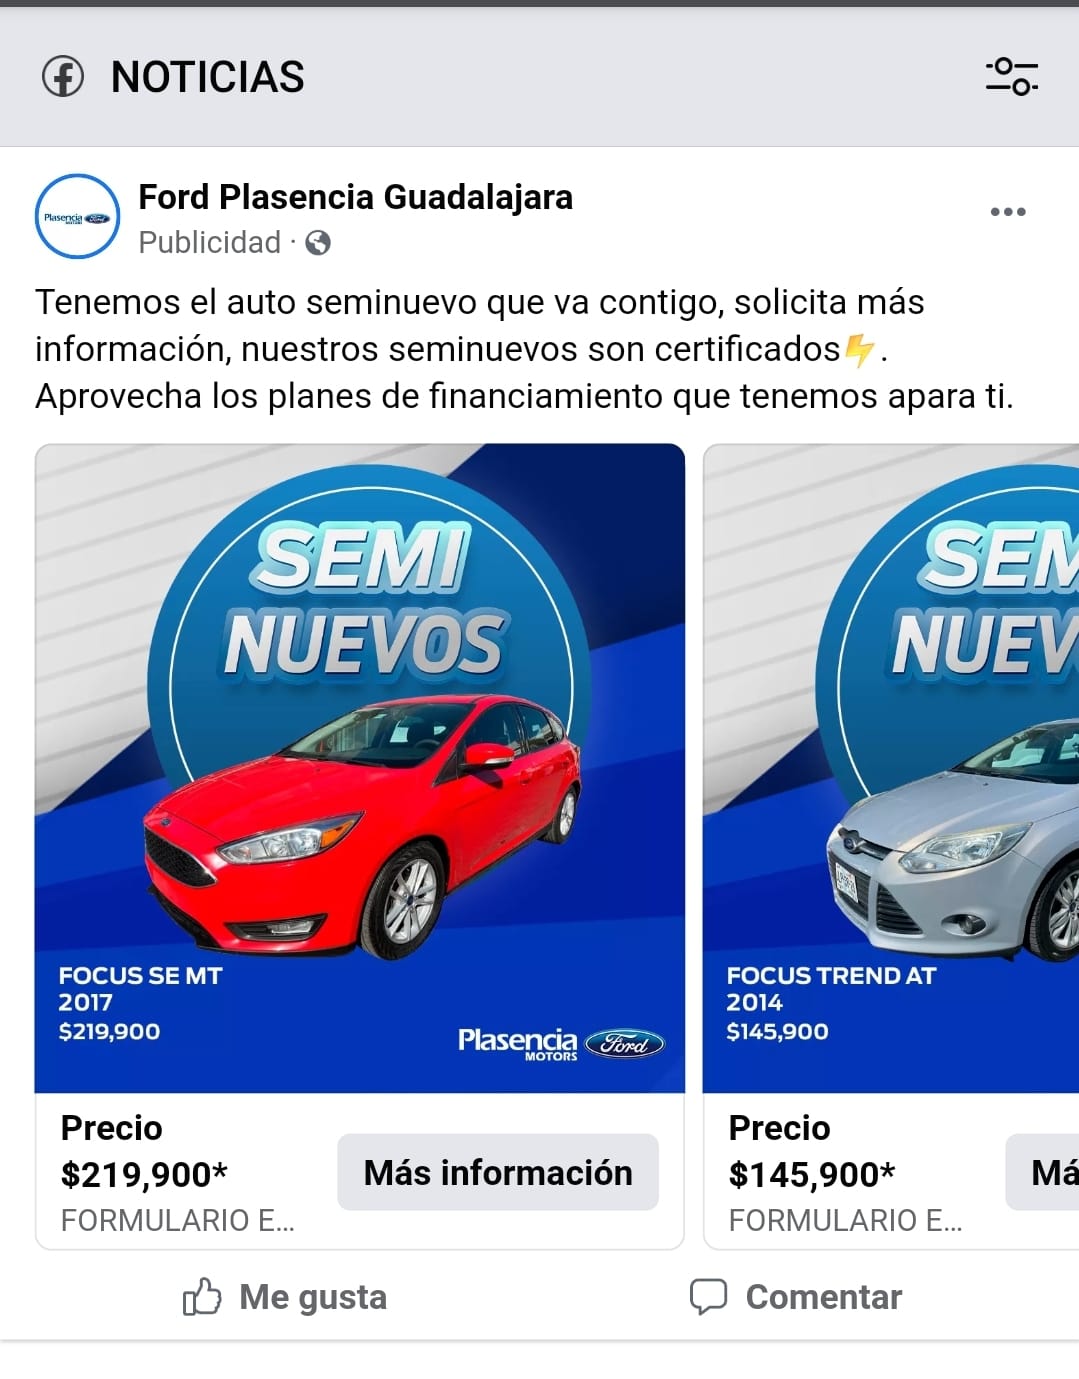 NOTICIAS
Ford Plasencia Guadalajara
Publicidad ·
Tenemos el auto seminuevo que va contigo, solicita más
información, nuestros seminuevos son certificados⚡.
Aprovecha los planes de financiamiento que tenemos apara ti.
SEMI
NUEVOS
FOCUS SE MT
2017
$219,900
Plasencia
MOTORS
Ford
Precio
$219,900*
FORMULARIO E...
Más información
SEM
NUEV
FOCUS TREND AT
2014
$145,900
Precio
$145,900*
FORMULARIO E...
Má
Me gusta
Comentar